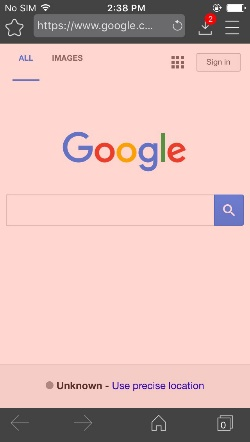 No SIM 2:38 PM
https://www.google.c... 2
ALL IMAGES Sign in
Google
Unknown - Use precise location
0